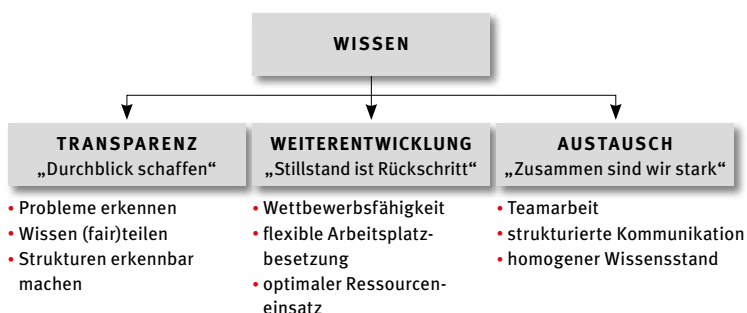 WISSEN
TRANSPARENZ
„Durchblick schaffen“
• Probleme erkennen
• Wissen (fair)teilen
• Strukturen erkennbar
machen
WEITERENTWICKLUNG
„Stillstand ist Rückschritt“
• Wettbewerbsfähigkeit
• flexible Arbeitsplatz-
besetzung
• optimaler Ressourcen-
einsatz
AUSTAUSCH
„Zusammen sind wir stark“
• Teamarbeit
• strukturierte Kommunikation
• homogener Wissensstand